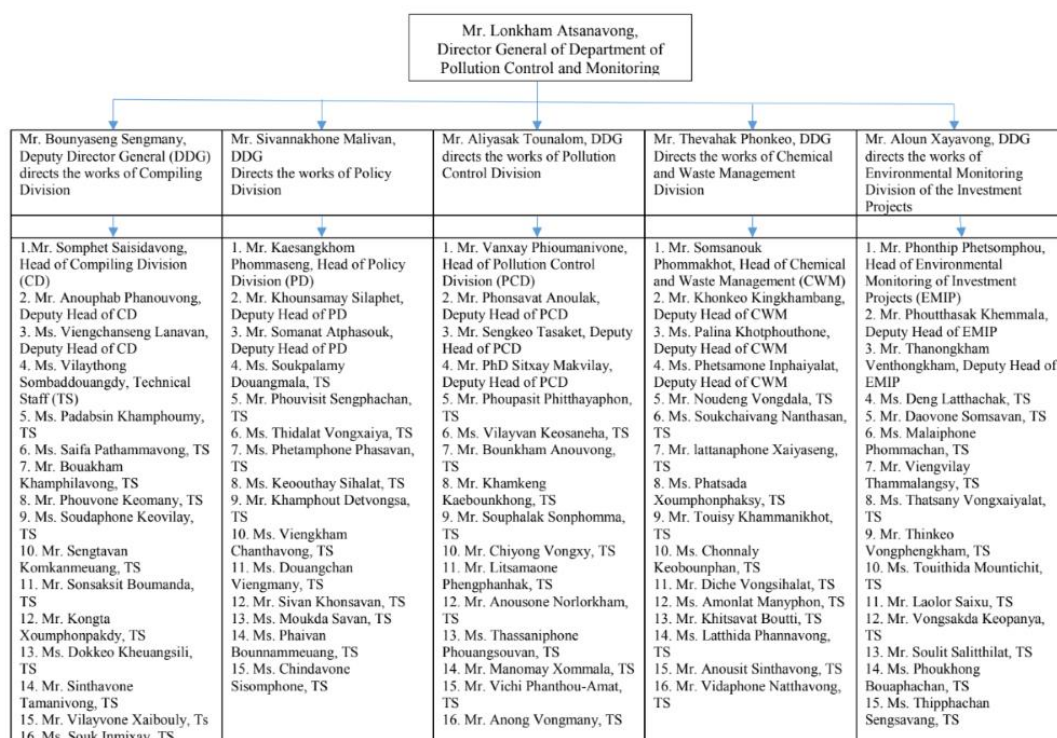 Mr. Lonkham Atsanavong,
Director General of Department of
Pollution Control and Monitoring
Mr. Bounyaseng Sengmany,
Deputy Director General (DDG)
directs the works of Compiling
Division
Mr. Sivannakhone Malivan,
DDG
Directs the works of Policy
Division
Mr. Aliyasak Tounalom, DDG
directs the works of Pollution
Control Division
Mr. Thevahak Phonkeo, DDG
Directs the works of Chemical
and Waste Management
Division
Mr. Aloun Xayavong, DDG
directs the works of
Environmental Monitoring
Division of the Investment
Projects
1.Mr. Somphet Saisidavong,
Head of Compiling Division
(CD)
2. Mr. Anouphab Phanouvong,
Deputy Head of CD
3. Ms. Viengchanseng Lanavan,
Deputy Head of CD
4. Ms. Vilaythong
Sombaddouangdy, Technical
Staff (TS)
5. Ms. Padabsin Khamphoumy,
TS
6. Ms. Saifa Pathammavong, TS
7. Mr. Bouakham
Khamphilavong, TS
8. Mr. Phouvone Keomany, TS
9. Ms. Soudaphone Keovilay,
TS
10. Mr. Sengtavan
Komkanmeuang, TS
11. Mr. Sonsaksit Boumanda,
TS
12. Mr. Kongta
Xoumphonpakdy, TS
13. Ms. Dokkeo Kheuangsili,
TS
14. Mr. Sinthavone
Tamanivong, TS
15. Mr. Vilayvone Xaibouly, Ts
16. Ms. Souk Inmixay, TS
1. Mr. Kaesangkhom
Phommaseng, Head of Policy
Division (PD)
2. Mr. Khounsamay Silaphet,
Deputy Head of PD
3. Mr. Somanat Atphasouk,
Deputy Head of PD
4. Ms. Soukpalamy
Douangmala, TS
5. Mr. Phouvisit Sengphachan,
TS
6. Ms. Thidalat Vongxaiya, TS
7. Ms. Phetamphone Phasavan,
TS
8. Ms. Keoouthay Sihalat, TS
9. Mr. Khamphout Detvongsa,
TS
10. Ms. Viengkham
Chanthavong, TS
11. Ms. Douangchan
Viengmany, TS
12. Mr. Sivan Khonsavan, TS
13. Ms. Moukda Savan, TS
14. Ms. Phaivan
Bounnammeuang, TS
15. Ms. Chindavone
Sisomphone, TS
1. Mr. Vanxay Phioumanivone,
Head of Pollution Control
Division (PCD)
2. Mr. Phonsavat Anoulak,
Deputy Head of PCD
3. Mr. Sengkeo Tasaket, Deputy
Head of PCD
4. Mr. PhD Sitxay Makvilay,
Deputy Head of PCD
5. Mr. Phoupasit Phitthayaphon,
TS
6. Ms. Vilayvan Keosaneha, TS
7. Mr. Bounkham Anouvong,
TS
8. Mr. Khamkeng
Kaebounkhong, TS
9. Mr. Souphalak Sonphomma,
TS
10. Mr. Chiyong Vongxy, TS
11. Mr. Litsamaone
Phengphanhak, TS
12. Mr. Anousone Norlorkham,
TS
13. Ms. Thassaniphone
Phouangsouvan, TS
14. Mr. Manomay Xommala, TS
15. Mr. Vichi Phanthou-Amat,
TS
16. Mr. Anong Vongmany, TS
1. Mr. Somsanouk
Phommakhot, Head of Chemical
and Waste Management (CWM)
2. Mr. Khonkeo Kingkhambang,
Deputy Head of CWM
3. Ms. Palina Khotphouthone,
Deputy Head of CWM
4. Ms. Phetsamone Inphaiyalat,
Deputy Head of CWM
5. Mr. Noudeng Vongdala, TS
6. Ms. Soukchaivang Nanthasan,
TS
7. Mr. lattanaphone Xaiyaseng,
TS
8. Ms. Phatsada
Xoumphonphaksy, TS
9. Mr. Touisy Khammanikhot,
TS
10. Ms. Chonnaly
Keobounphan, TS
11. Mr. Diche Vongsihalat, TS
12. Ms. Amonlat Manyphon, TS
13. Mr. Khitsavat Boutti, TS
14. Ms. Latthida Phannavong,
TS
15. Mr. Anousit Sinthavong, TS
16. Mr. Vidaphone Natthavong,
TS
1. Mr. Phonthip Phetsomphou,
Head of Environmental
Monitoring of Investment
Projects (EMIP)
2. Mr. Phoutthasak Khemmala,
Deputy Head of EMIP
3. Mr. Thanongkham
Venthongkham, Deputy Head of
EMIP
4. Ms. Deng Latthachak, TS
5. Mr. Daovone Somsavan, TS
6. Ms. Malaiphone
Phommachan, TS
7. Mr. Viengvilay
Thammalangsy, TS
8. Ms. Thatsany Vongxaiyalat,
TS
9. Mr. Thinkeo
Vongphengkham, TS
10. Ms. Touithida Mountichit,
TS
11. Mr. Laolor Saixu, TS
12. Mr. Vongsakda Keopanya,
TS
13. Mr. Soulit Salitthilat, TS
14. Ms. Phoukhong
Bouaphachan, TS
15. Ms. Thipphachan
Sengsavang, TS